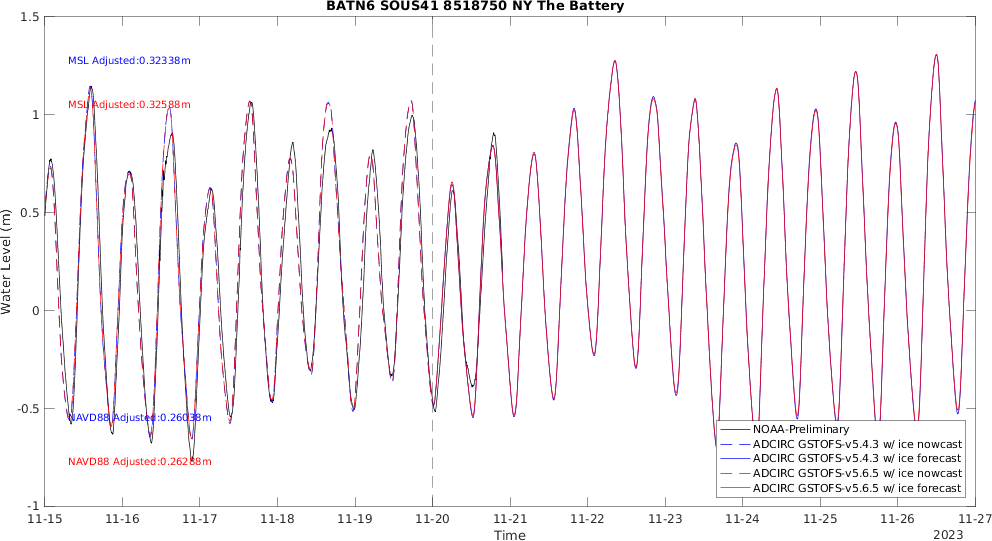 BATN6 SOUS41 8518750 NY The Battery
1.5
1
0.5
0
-0.5
-1
Water Level (m)
MSL Adjusted:0.32338m
MSL Adjusted:0.32588m
NAVD88 Adjusted:0.26038m
NAVD88 Adjusted:0.26288m
NOAA-Preliminary
ADCIRC GSTOFS-v5.4.3 w/ ice nowcast
ADCIRC GSTOFS-v5.4.3 w/ ice forecast
ADCIRC GSTOFS-v5.6.5 w/ ice nowcast
ADCIRC GSTOFS-v5.6.5 w/ ice forecast
11-15 11-16 11-17 11-18 11-19 11-20 11-21 11-22 11-23 11-24 11-25 11-26 11-27
Time
2023